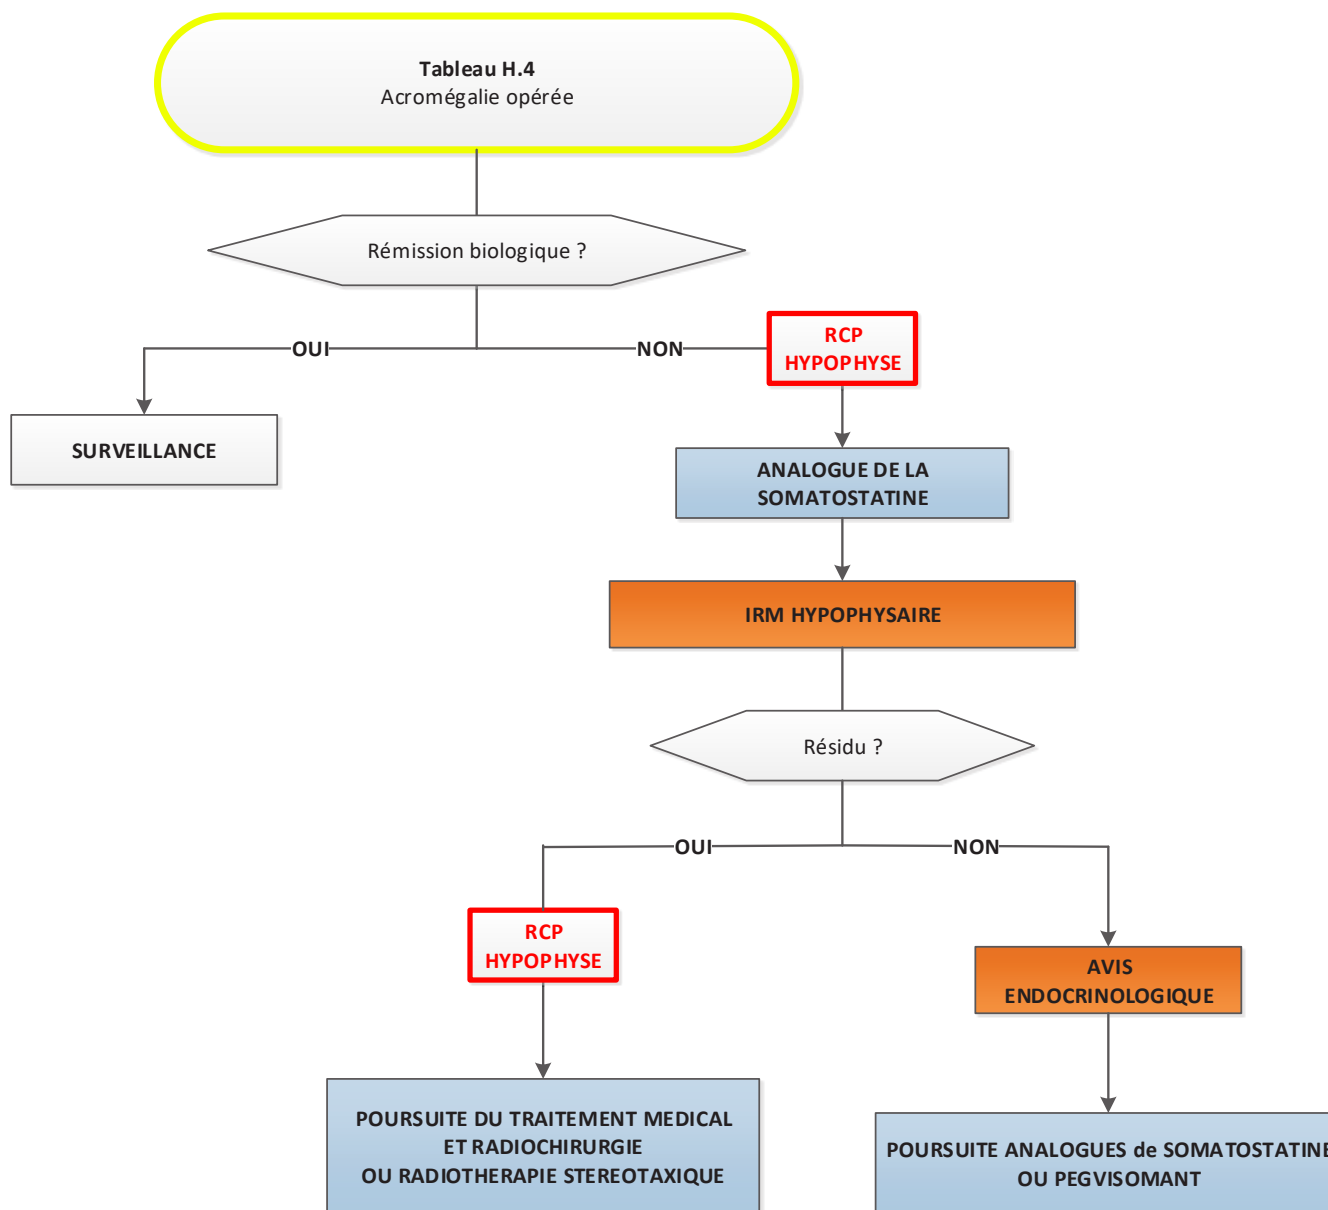 Tableau H.4
Acromégalie opérée
Rémission biologique ?
OUI
NON
RCP
HYPOPHYSE
SURVEILLANCE
ANALOGUE DE LA
SOMATOSTATINE
IRM HYPOPHYSAIRE
Résidu ?
OUI
NON
RCP
HYPOPHYSE
AVIS
ENDOCRINOLOGIQUE
POURSUITE DU TRAITEMENT MEDICAL
ET RADIOCHIRURGIE
OU RADIOTHERAPIE STEREOTAXIQUE
POURSUITE ANALOGUES de SOMATOSTATINE
OU PEGVISOMANT